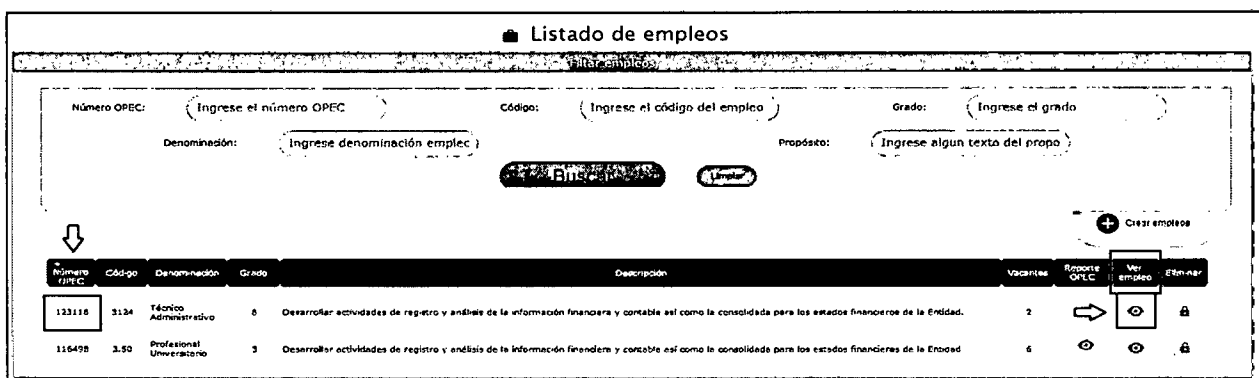 Listado de empleos
Filtrar empleos
Número OPEC: Ingrese el número OPEC Código: Ingrese el código del empleo Grado: Ingrese el grado
Denominación: Ingrese denominación emplec Propósito: Ingrese algun texto del propo
Buscar Limpiar
Crear empleos
Número OPEC Código Denominación Grado Descripción Vacantes Reporte OPEC Ver empleo Eliminar
123118 3124 Técnico Administrativo 8 Desarrollar actividades de registro y análisis de la información financiera y contable así como la consolidada para los estados financieros de la Entidad. 2
116498 3.50 Profesional Universitario 3 Desarrollar actividades de registro y análisis de la información financiera y contable así como la consolidada para los estados financieros de la Entidad 6